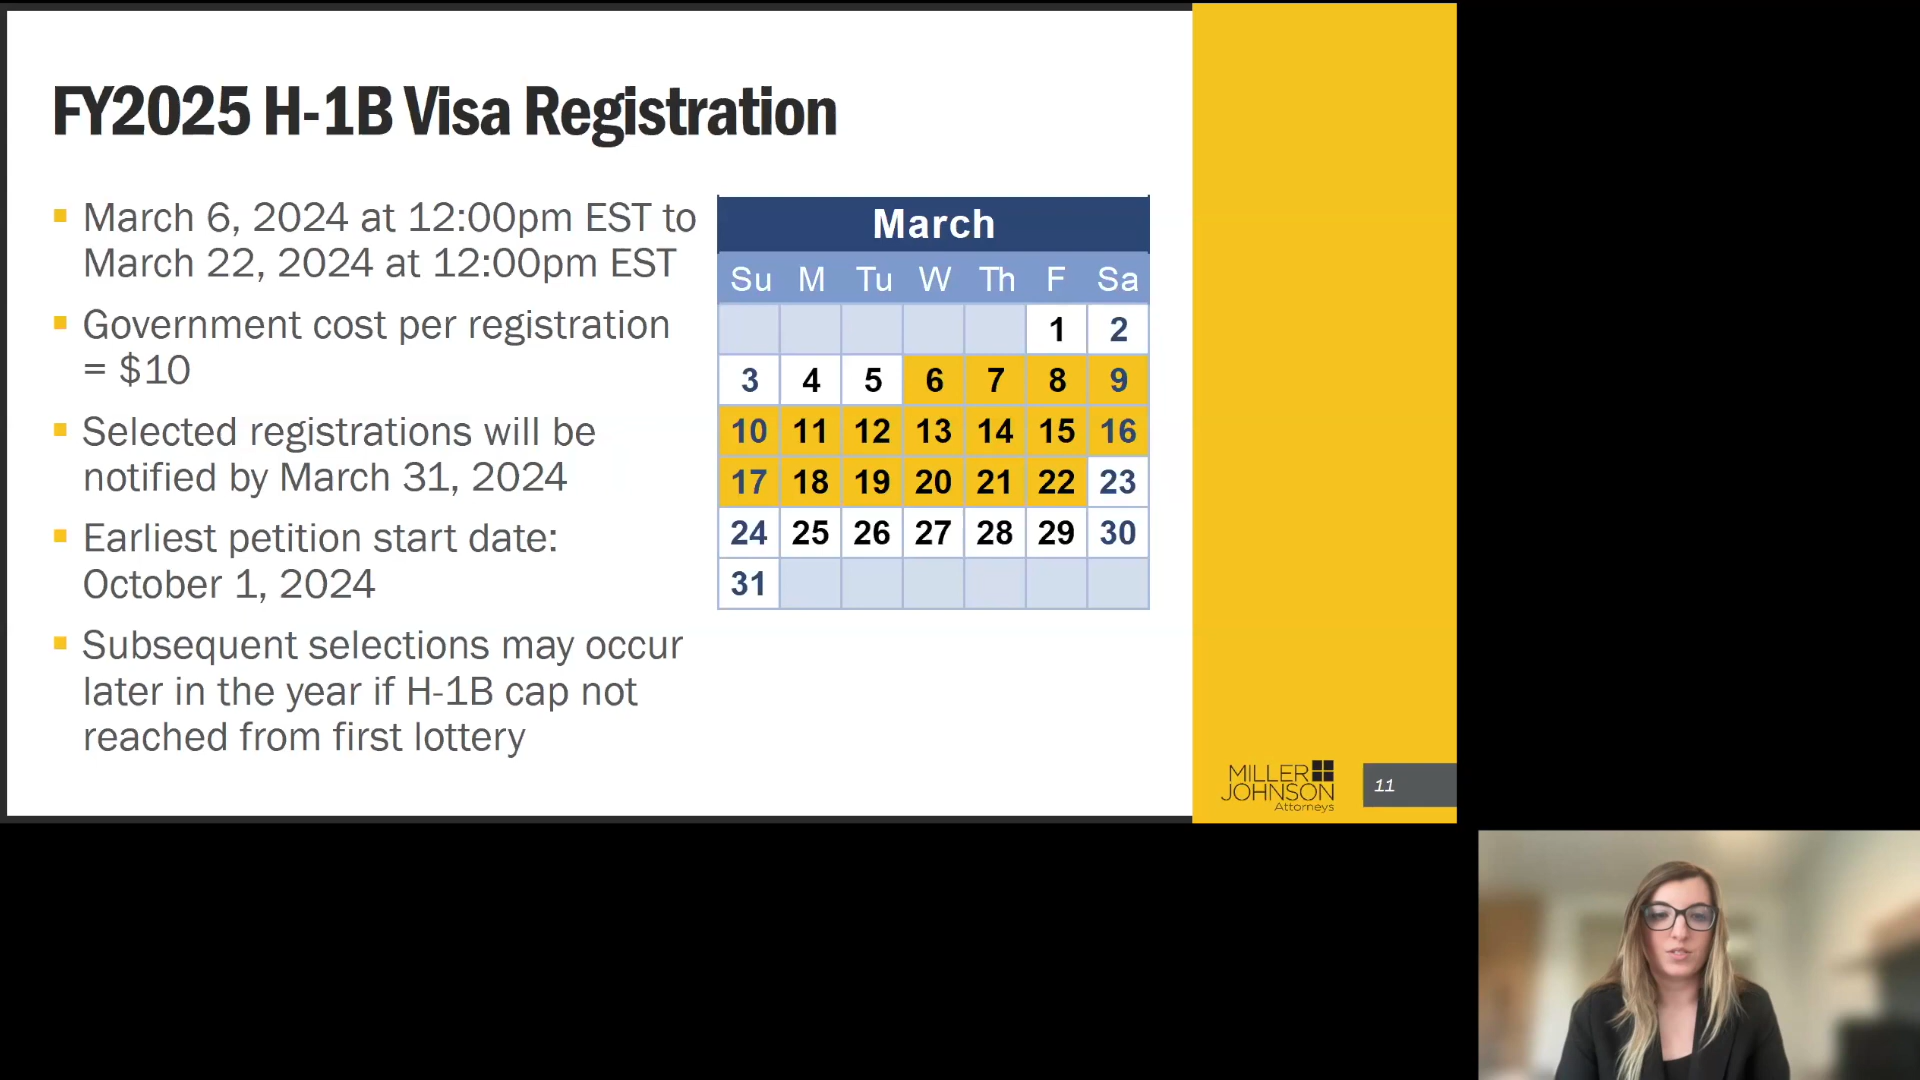 FY2025 H-1B Visa Registration
March 6, 2024 at 12:00pm EST to
March 22, 2024 at 12:00pm EST
Government cost per registration
= $10
Selected registrations will be
notified by March 31, 2024
Earliest petition start date:
October 1, 2024
Subsequent selections may occur
later in the year if H-1B cap not
reached from first lottery
March
Su M Tu W Th F Sa
1 2
3 4 5 6 7 8 9
10 11 12 13 14 15 16
17 18 19 20 21 22 23
24 25 26 27 28 29 30
31
MILLER
JOHNSON
Attorneys
11